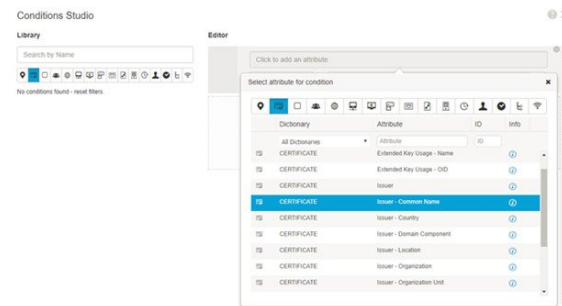 Conditions Studio
Library
Editor
Search by Name
Click to add an attribute
No conditions found - reset filters.
Select attribute for condition
Dictionary Attribute ID Info
All Dictionaries Attribute ID
CERTIFICATE Extended Key Usage - Name
CERTIFICATE Extended Key Usage - OID
CERTIFICATE Issuer
CERTIFICATE Issuer - Common Name
CERTIFICATE Issuer - Country
CERTIFICATE Issuer - Domain Component
CERTIFICATE Issuer - Location
CERTIFICATE Issuer - Organization
CERTIFICATE Issuer - Organization Unit